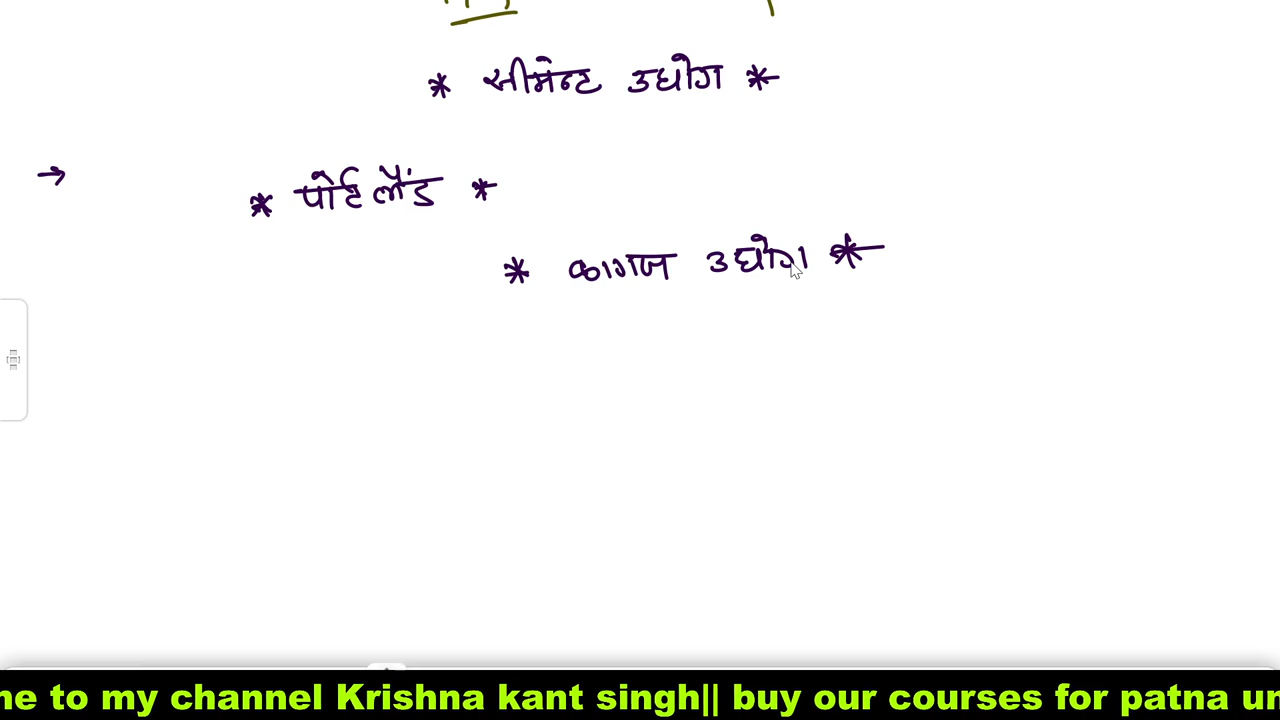 * सीमेन्ट उद्योग *
→ * पोर्टलैंड *
* कागज उद्योग *
ne to my channel Krishna kant singh|| buy our courses for patna un